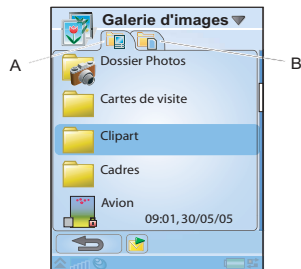 Galerie d'images
A
B
Dossier Photos
Cartes de visite
Clipart
Cadres
Avion
09:01, 30/05/05